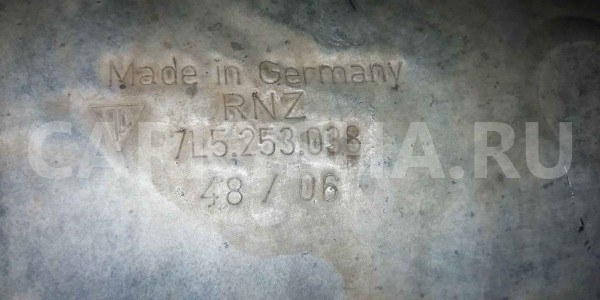 Made in Germany
RNZ
7L5.253.038
48 / 06